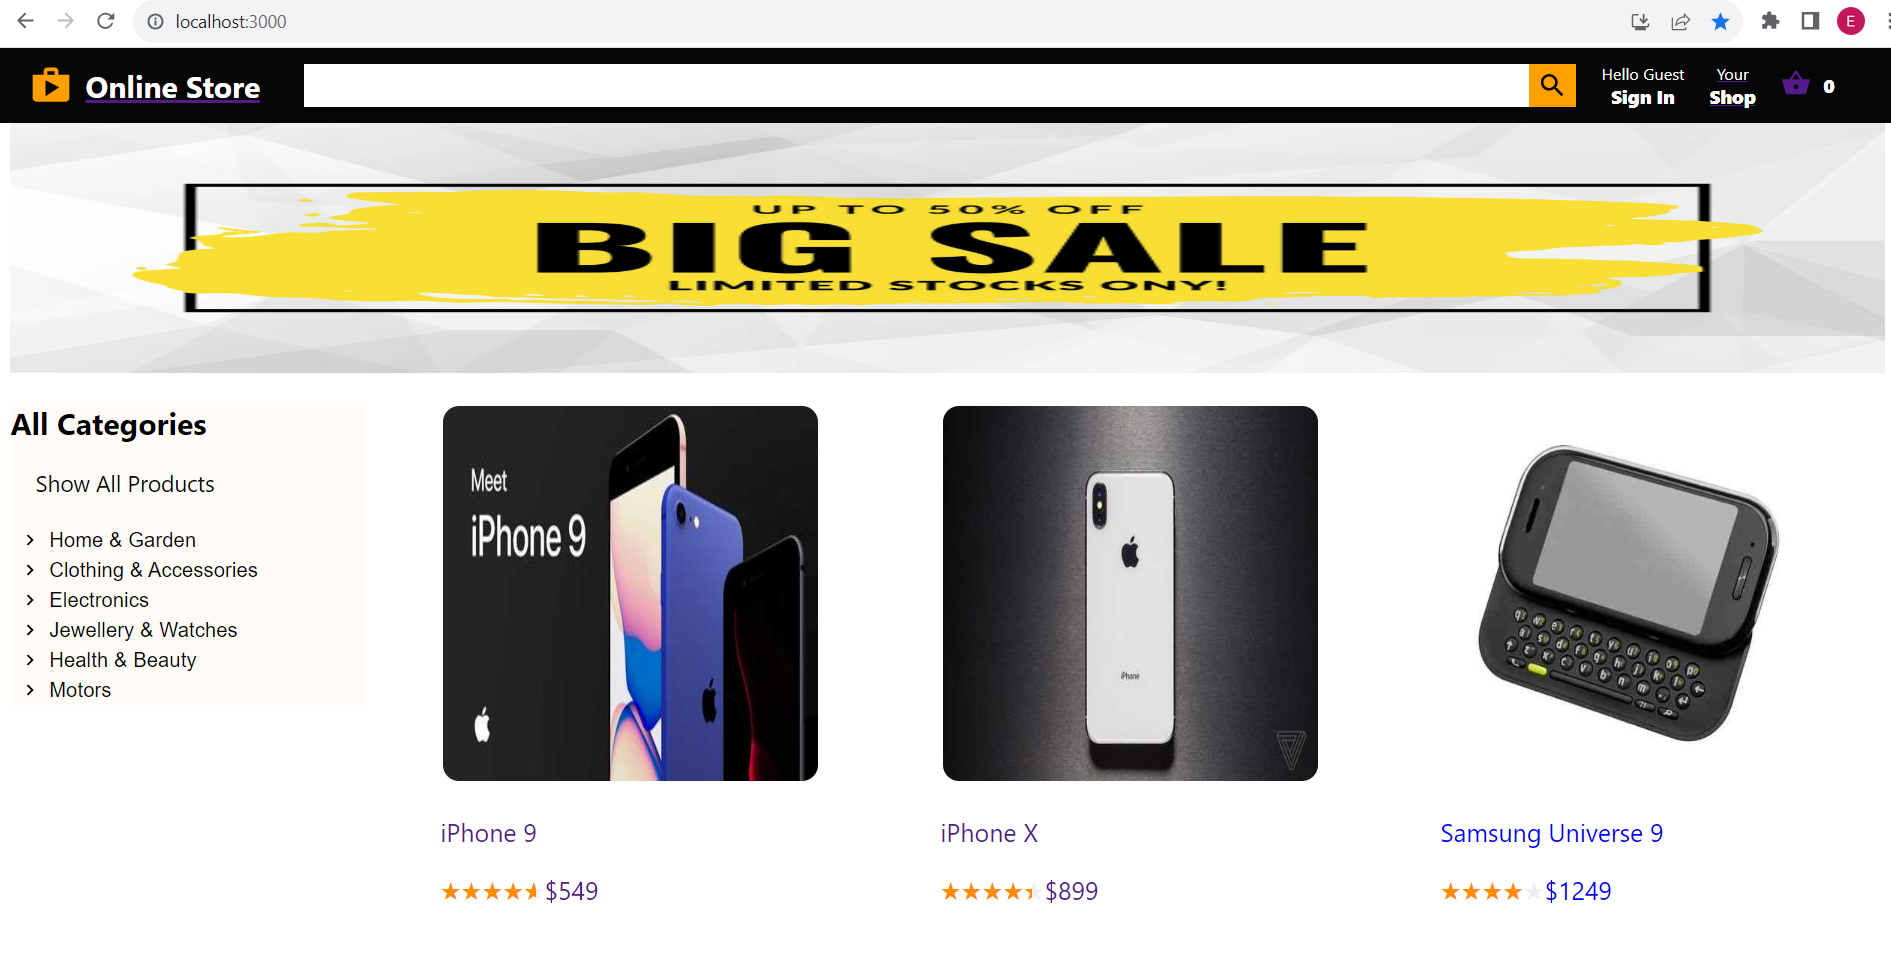 localhost:3000
E
Online Store
Hello Guest
Sign In
Your
Shop
0
UP TO 50% OFF
BIG SALE
LIMITED STOCKS ONY!
All Categories
Show All Products
Home & Garden
Clothing & Accessories
Electronics
Jewellery & Watches
Health & Beauty
Motors
Meet
iPhone 9
iPhone
iPhone 9
$549
iPhone X
$899
Samsung Universe 9
$1249